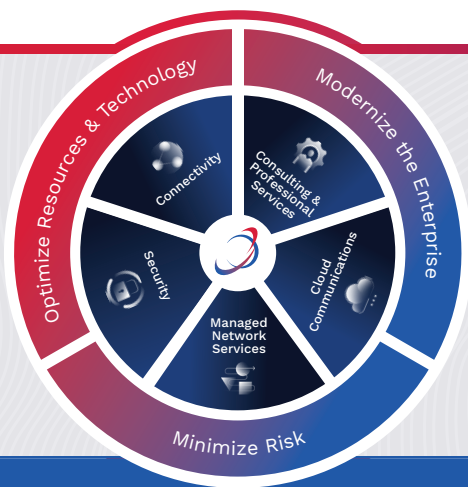 Optimize Resources & Technology
Modernize the Enterprise
Connectivity
Consulting &
Professional
Services
Security
Cloud
Communications
Managed
Network
Services
Minimize Risk